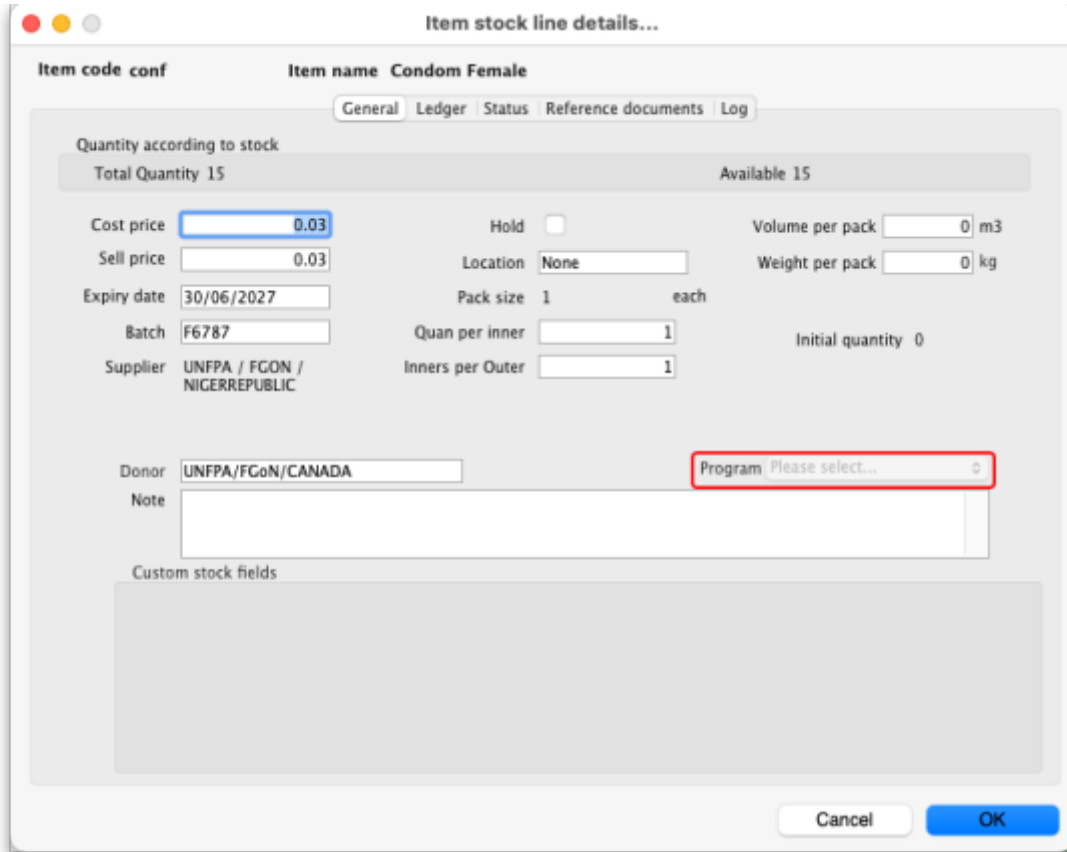 Item stock line details...
Item code conf Item name Condom Female
General Ledger Status Reference documents Log
Quantity according to stock
Total Quantity 15 Available 15
Cost price 0.03 Hold Volume per pack 0 m3
Sell price 0.03 Location None Weight per pack 0 kg
Expiry date 30/06/2027 Pack size 1 each
Batch F6787 Quan per inner 1 Initial quantity 0
Supplier UNFPA / FGON / Inners per Outer 1
NIGERREPUBLIC
Donor UNFPA/FGoN/CANADA Program Please select...
Note
Custom stock fields
Cancel OK